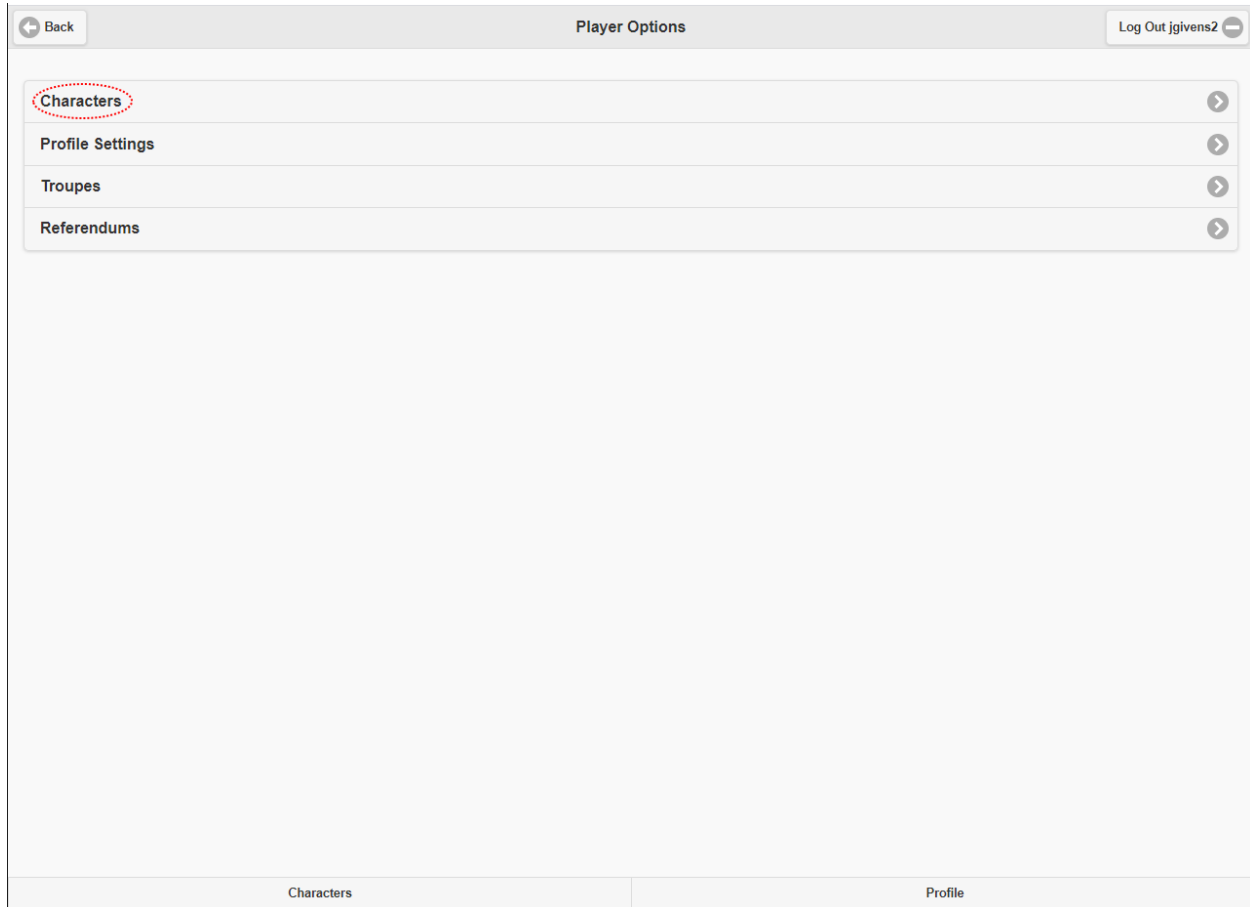 Back
Player Options
Log Out jgivens2
Characters
Profile Settings
Troupes
Referendums
Characters
Profile